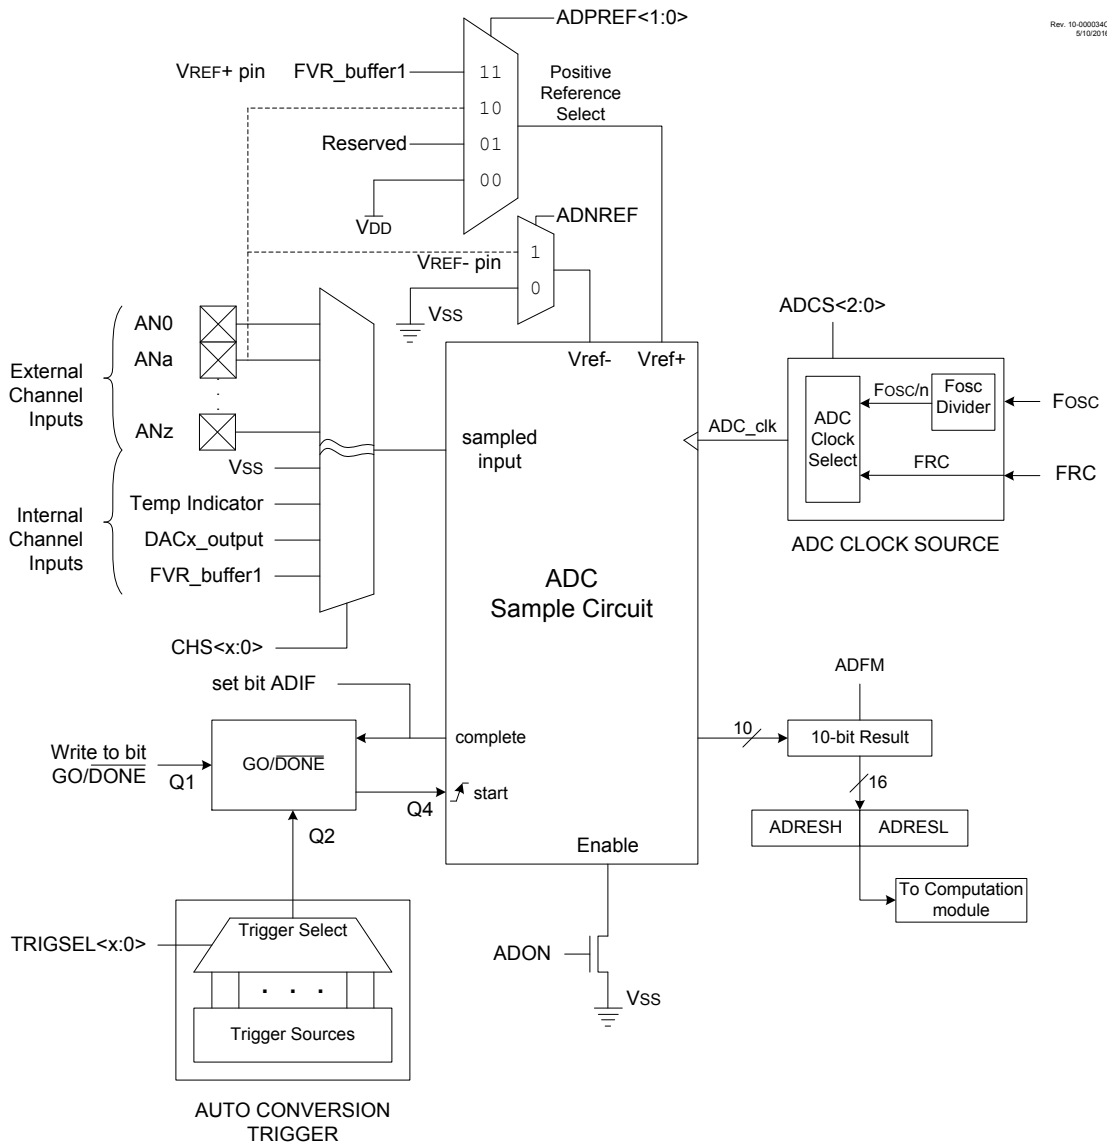 Rev. 10-000034C
5/10/2016
ADPREF<1:0>
VREF+ pin
FVR_buffer1
11
Positive
Reference
Select
10
Reserved
01
00
VDD
ADNREF
VREF- pin
1
0
VSS
ADCS<2:0>
AN0
ANa
ANz
External
Channel
Inputs
Vref-
Vref+
FOSC/n
Fosc
Divider
FOSC
ADC
Clock
Select
ADC_clk
FRC
FRC
ADC CLOCK SOURCE
sampled
input
VSS
Temp Indicator
DACx_output
FVR_buffer1
Internal
Channel
Inputs
ADC
Sample Circuit
CHS<x:0>
set bit ADIF
ADFM
complete
10
10-bit Result
Write to bit
GO/DONE
Q1
GO/DONE
Q4
start
16
Q2
ADRESH
ADRESL
Enable
To Computation
module
TRIGSEL<x:0>
Trigger Select
. . .
Trigger Sources
ADON
VSS
AUTO CONVERSION
TRIGGER